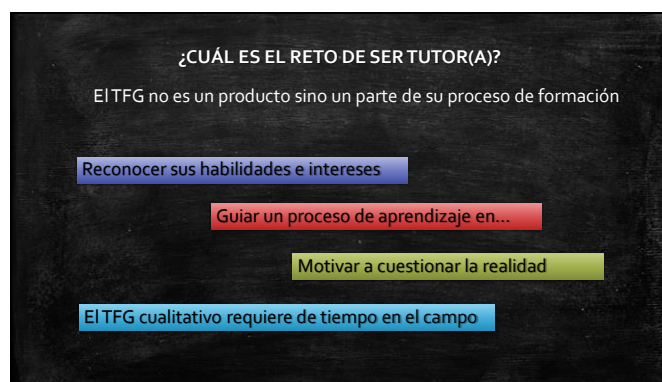 ¿CUÁL ES EL RETO DE SER TUTOR(A)?
El TFG no es un producto sino un parte de su proceso de formación
Reconocer sus habilidades e intereses
Guiar un proceso de aprendizaje en...
Motivar a cuestionar la realidad
El TFG cualitativo requiere de tiempo en el campo